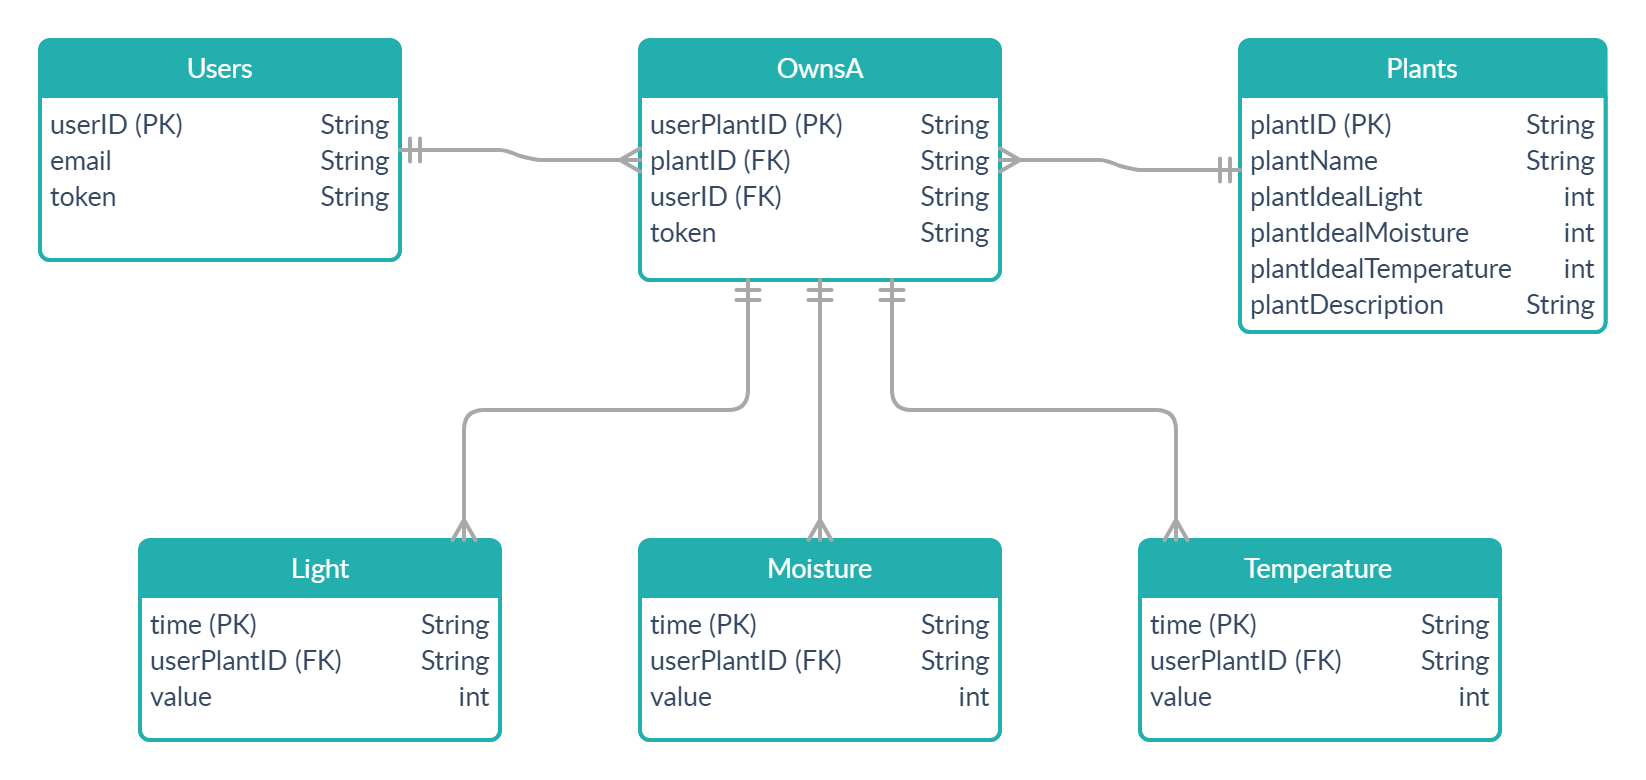 Users
userID (PK) String
email String
token String
OwnsA
userPlantID (PK) String
plantID (FK) String
userID (FK) String
token String
Plants
plantID (PK) String
plantName String
plantIdealLight int
plantIdealMoisture int
plantIdealTemperature int
plantDescription String
Light
time (PK) String
userPlantID (FK) String
value int
Moisture
time (PK) String
userPlantID (FK) String
value int
Temperature
time (PK) String
userPlantID (FK) String
value int